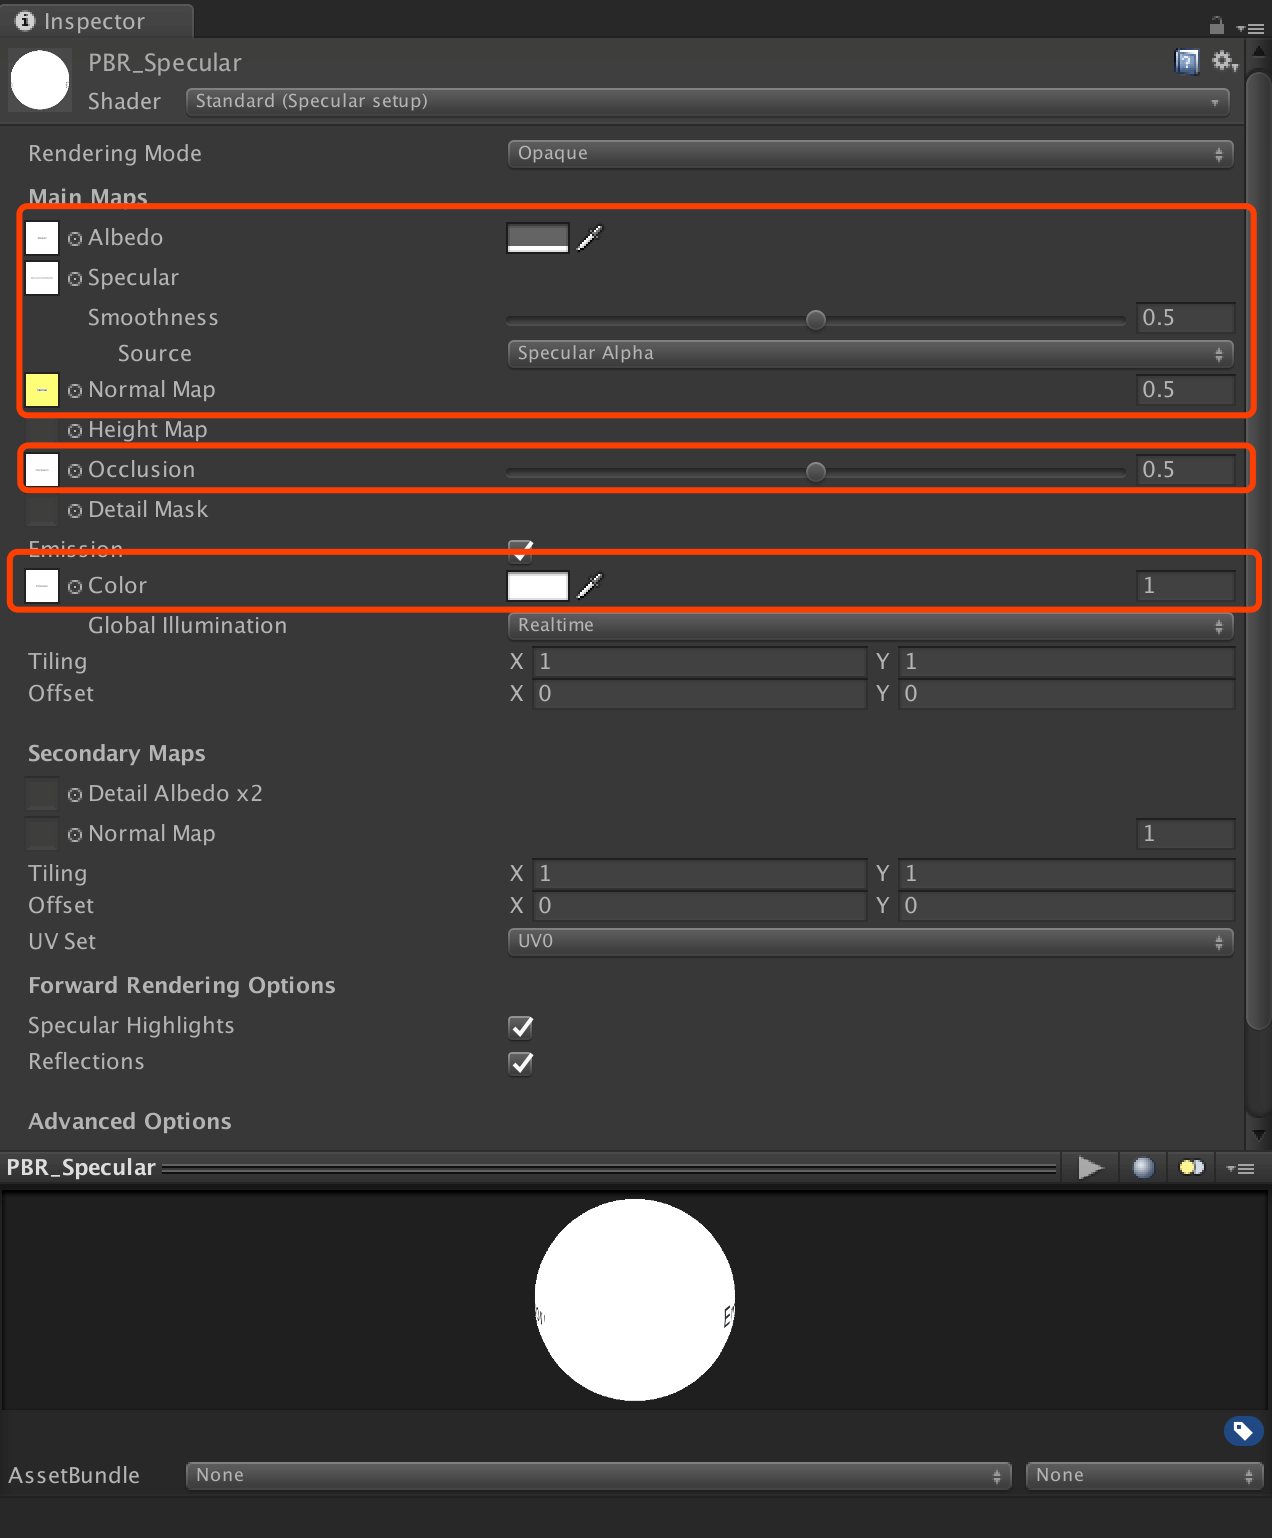 Inspector
PBR_Specular
Shader Standard (Specular setup)
Rendering Mode Opaque
Main Maps
Albedo
Specular
Smoothness 0.5
Source Specular Alpha
Normal Map 0.5
Height Map
Occlusion 0.5
Detail Mask
Emission
Color 1
Global Illumination Realtime
Tiling X 1 Y 1
Offset X 0 Y 0
Secondary Maps
Detail Albedo x2
Normal Map 1
Tiling X 1 Y 1
Offset X 0 Y 0
UV Set UV0
Forward Rendering Options
Specular Highlights
Reflections
Advanced Options
PBR_Specular
AssetBundle None None